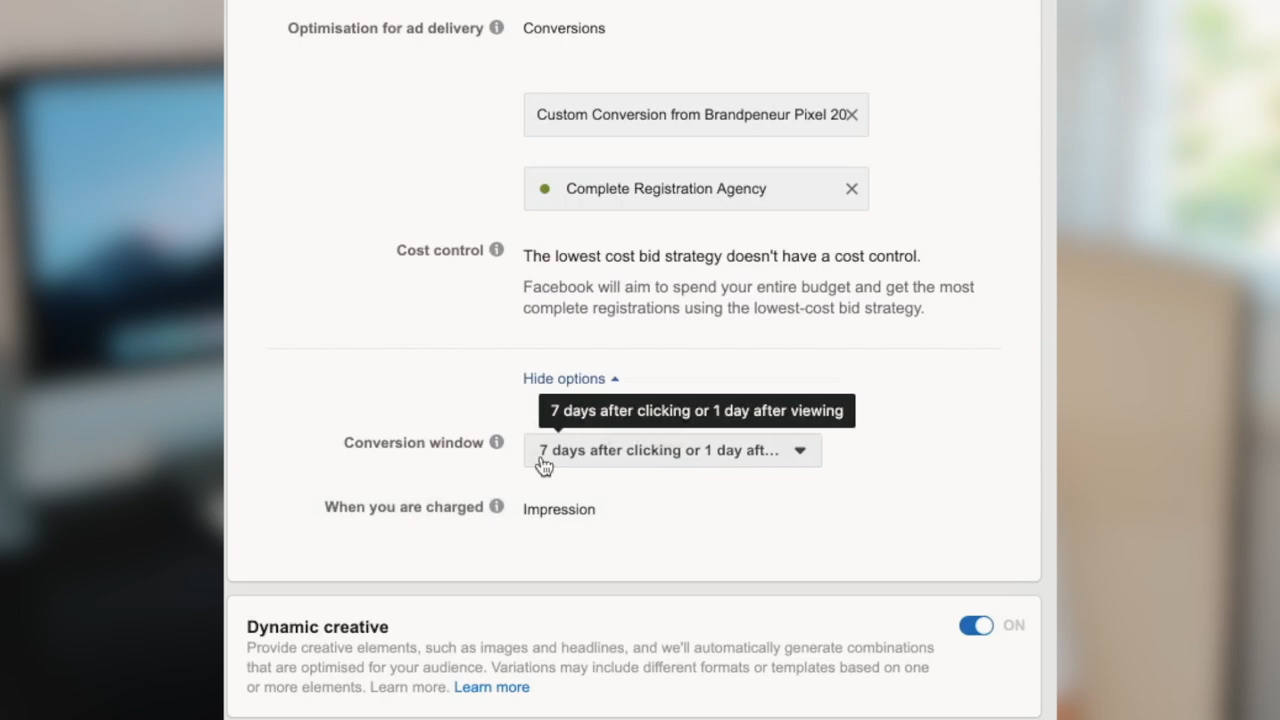 Optimisation for ad delivery Conversions
Custom Conversion from Brandpeneur Pixel 20
Complete Registration Agency
Cost control The lowest cost bid strategy doesn't have a cost control.
Facebook will aim to spend your entire budget and get the most
complete registrations using the lowest-cost bid strategy.
Hide options
7 days after clicking or 1 day after viewing
Conversion window 7 days after clicking or 1 day aft...
When you are charged Impression
Dynamic creative ON
Provide creative elements, such as images and headlines, and we'll automatically generate combinations
that are optimised for your audience. Variations may include different formats or templates based on one
or more elements. Learn more. Learn more